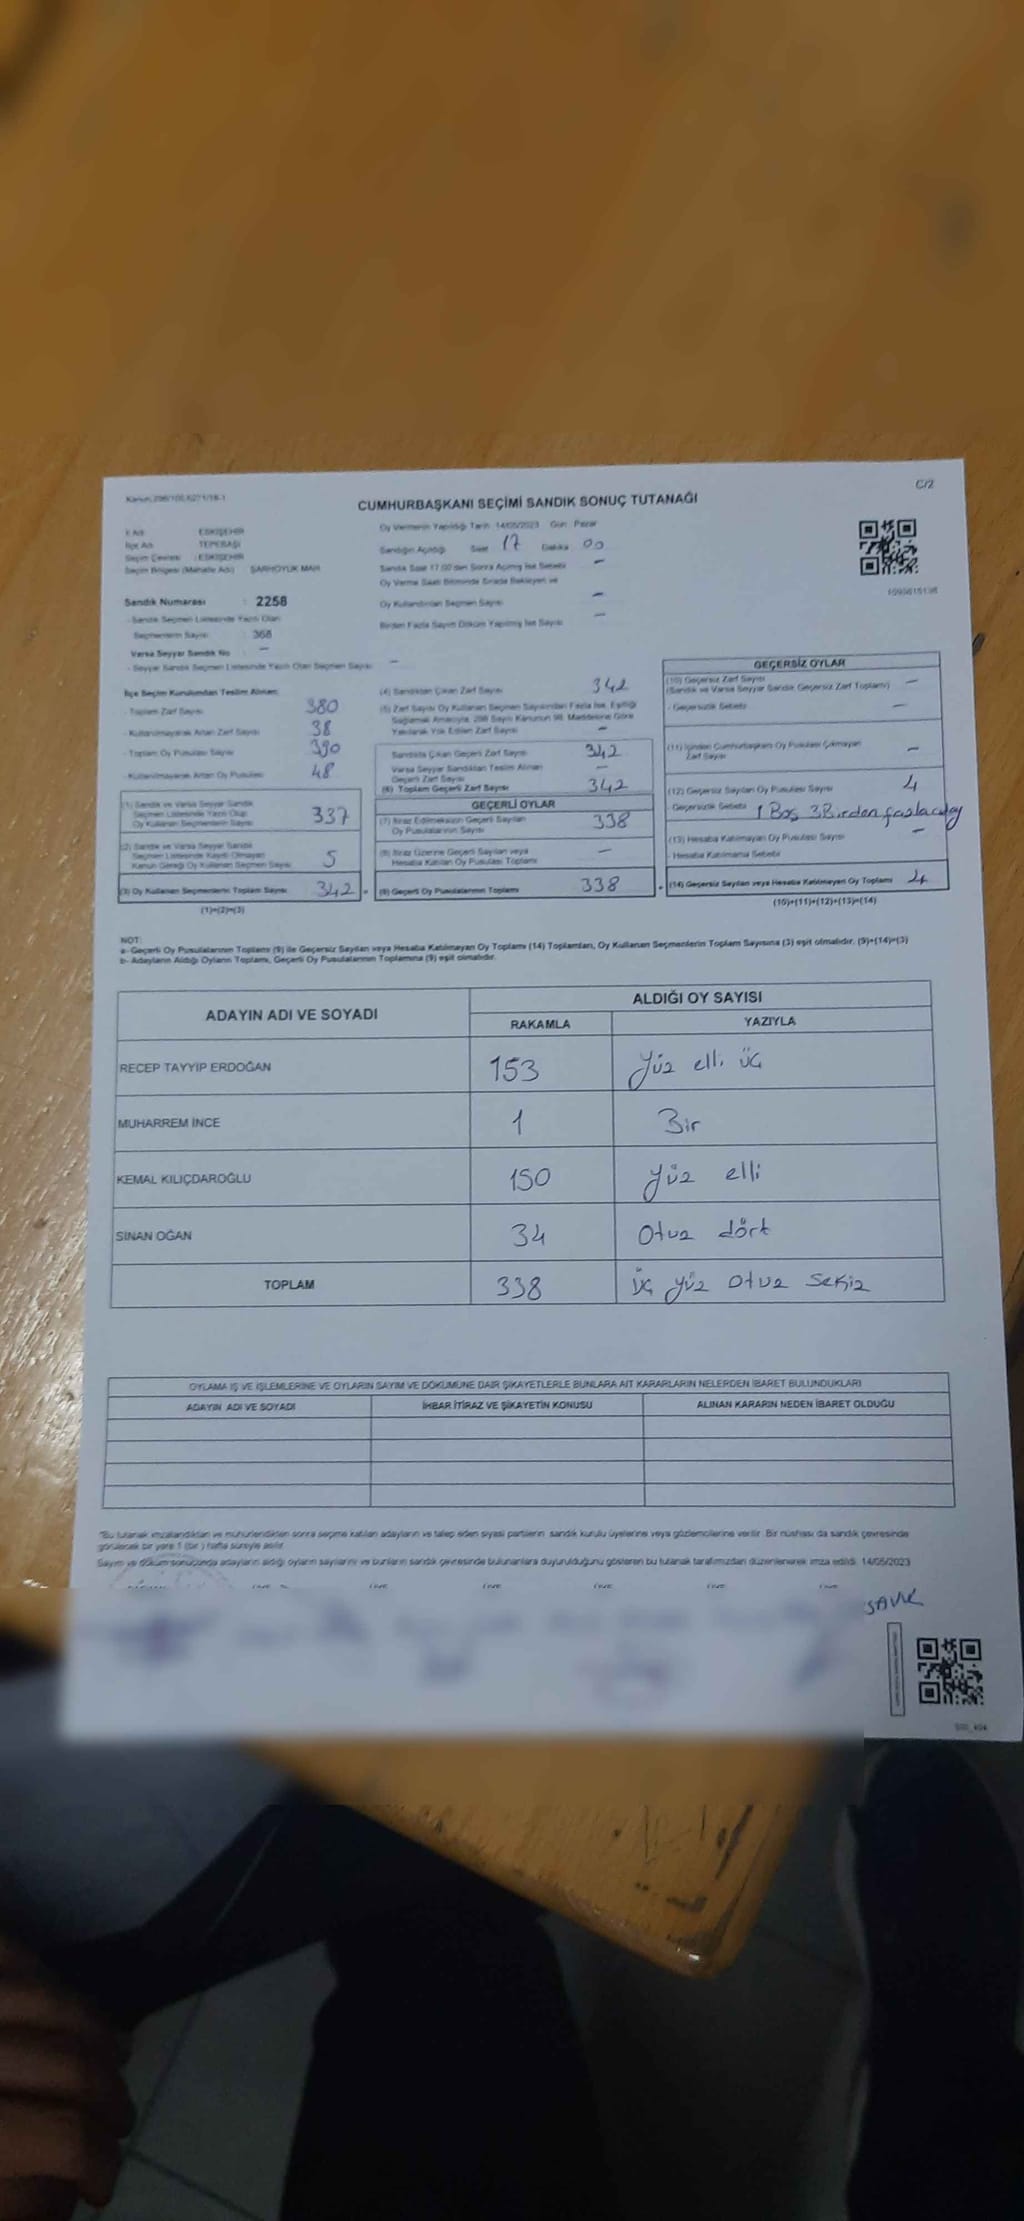 C/2
CUMHURBAŞKANI SEÇİMİ SANDIK SONUÇ TUTANAĞI
İl Adı : ESKİŞEHİR
İlçe Adı : TEPEBAŞI
Seçim Çevresi : ESKİŞEHİR
Seçim Bölgesi (Mahalle Adı) : ŞARHÖYÜK MAH.
Sandık Numarası : 2258
- Sandık Seçmen Listesinde Yazılı Olan
Seçmenlerin Sayısı : 368
Varsa Seyyar Sandık No : —
- Seyyar Sandık Seçmen Listesinde Yazılı Olan Seçmen Sayısı : —
Oy Vermenin Yapıldığı Tarih : 14/05/2023 Gün : Pazar
Sandığın Açıldığı Saat 17 Dakika 00
Sandık Saat 17.00'den Sonra Açılmış İse Sebebi —
Oy Verme Saati Bitiminde Sırada Bekleyen ve
Oy Kullandırılan Seçmen Sayısı —
Birden Fazla Sayım Döküm Yapılmış İse Sayısı —
İlçe Seçim Kurulundan Teslim Alınan:
- Toplam Zarf Sayısı 380
- Kullanılmayarak Artan Zarf Sayısı 38
- Toplam Oy Pusulası Sayısı 390
- Kullanılmayarak Artan Oy Pusulası 48
(1) Sandık ve Varsa Seyyar Sandık
Seçmen Listesinde Yazılı Olup
Oy Kullanan Seçmenlerin Sayısı 337
(2) Sandık ve Varsa Seyyar Sandık
Seçmen Listesinde Kaydı Olmayan
Kanun Gereği Oy Kullanan Seçmen Sayısı 5
(3) Oy Kullanan Seçmenlerin Toplam Sayısı 342 =
(1)+(2)=(3)
(4) Sandıktan Çıkan Zarf Sayısı 342
(5) Zarf Sayısı Oy Kullanan Seçmen Sayısından Fazla İse, Eşitliği
Sağlamak Amacıyla, 298 Sayılı Kanunun 98. Maddesine Göre
Yakılarak Yok Edilen Zarf Sayısı —
Sandıkta Çıkan Geçerli Zarf Sayısı 342
Varsa Seyyar Sandıktan Teslim Alınan
Geçerli Zarf Sayısı —
(6) Toplam Geçerli Zarf Sayısı 342
GEÇERLİ OYLAR
(7) İtiraz Edilmeksizin Geçerli Sayılan
Oy Pusulalarının Sayısı 338
(8) İtiraz Üzerine Geçerli Sayılan veya
Hesaba Katılan Oy Pusulası Toplamı —
(9) Geçerli Oy Pusulalarının Toplamı 338 +
GEÇERSİZ OYLAR
(10) Geçersiz Zarf Sayısı —
(Sandık ve Varsa Seyyar Sandık Geçersiz Zarf Toplamı)
- Geçersizlik Sebebi —
(11) İçinden Cumhurbaşkanı Oy Pusulası Çıkmayan
Zarf Sayısı —
(12) Geçersiz Sayılan Oy Pusulası Sayısı 4
- Geçersizlik Sebebi 1 Boş 3 Birden fazla aday
(13) Hesaba Katılmayan Oy Pusulası Sayısı —
- Hesaba Katılmama Sebebi
(14) Geçersiz Sayılan veya Hesaba Katılmayan Oy Toplamı 4
(10)+(11)+(12)+(13)=(14)
NOT:
a- Geçerli Oy Pusulalarının Toplamı (9) ile Geçersiz Sayılan veya Hesaba Katılmayan Oy Toplamı (14) Toplamları, Oy Kullanan Seçmenlerin Toplam Sayısına (3) eşit olmalıdır. (9)+(14)=(3)
b- Adayların Aldığı Oyların Toplamı, Geçerli Oy Pusulalarının Toplamına (9) eşit olmalıdır.
ADAYIN ADI VE SOYADI ALDIĞI OY SAYISI
RAKAMLA YAZIYLA
RECEP TAYYİP ERDOĞAN 153 Yüz elli üç
MUHARREM İNCE 1 Bir
KEMAL KILIÇDAROĞLU 150 yüz elli
SİNAN OĞAN 34 Otuz dört
TOPLAM 338 üç yüz otuz sekiz
OYLAMA İŞ VE İŞLEMLERİNE VE OYLARIN SAYIM VE DÖKÜMÜNE DAİR ŞİKAYETLERLE BUNLARA AİT KARARLARIN NELERDEN İBARET BULUNDUKLARI
ADAYIN ADI VE SOYADI İHBAR İTİRAZ VE ŞİKAYETİN KONUSU ALINAN KARARIN NEDEN İBARET OLDUĞU
"Bu tutanak imzalandıktan ve mühürlendikten sonra seçime katılan adayların ve talep eden siyasi partilerin sandık kurulu üyelerine veya gözlemcilerine verilir. Bir nüshası da sandık çevresinde
görülecek bir yere 1 (bir) hafta süreyle asılır.
Sayım ve döküm sonucunda adayların aldığı oyların sayılarını ve bunların sandık çevresinde bulunanlara duyurulduğunu gösteren bu tutanak tarafımızdan düzenlenerek imza edildi. 14/05/2023